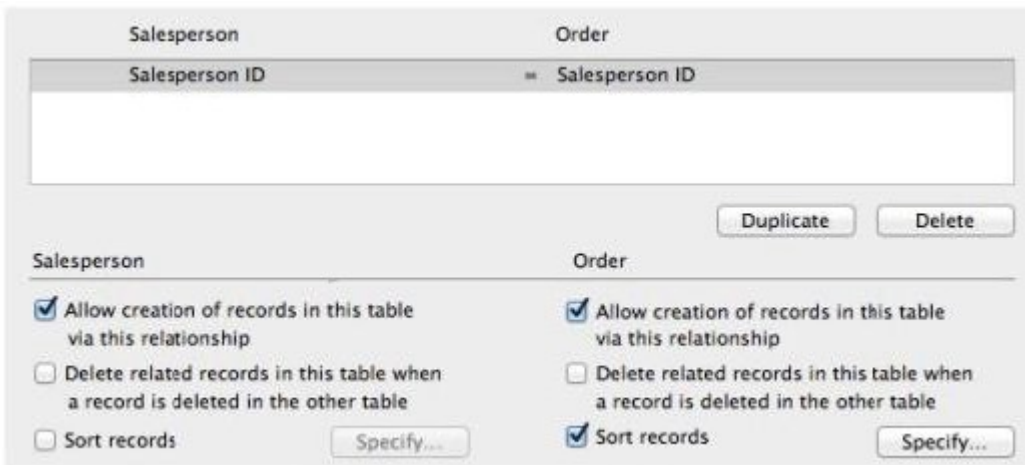 Salesperson Order
Salesperson ID = Salesperson ID
Duplicate Delete
Salesperson Order
Allow creation of records in this table
via this relationship
Allow creation of records in this table
via this relationship
Delete related records in this table when
a record is deleted in the other table
Delete related records in this table when
a record is deleted in the other table
Sort records Specify...
Sort records Specify...